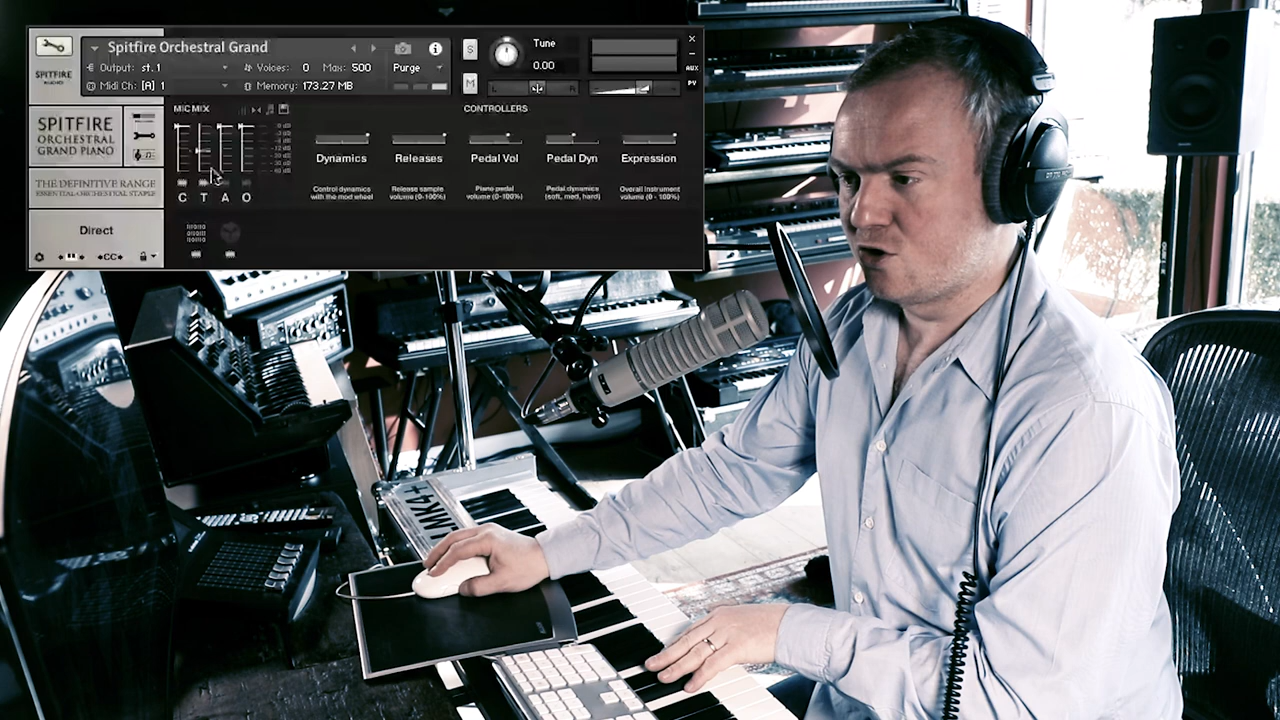 Spitfire Orchestral Grand
Output: st.1
Voices: 0 Max: 500
Purge
Midi Ch: [A] 1
Memory: 173.27 MB
S
M
Tune
0.00
L
R
AUX
PV
SPITFIRE
SPITFIRE
ORCHESTRAL
GRAND PIANO
THE DEFINITIVE RANGE
ESSENTIAL ORCHESTRAL STAPLE
Direct
CC
MIC MIX
C T A O
CONTROLLERS
Dynamics
Releases
Pedal Vol
Pedal Dyn
Expression
Control dynamics
with the mod wheel
Release sample
volume (0-100%)
Piano pedal
volume (0-100%)
Pedal dynamics
(soft, med, hard)
Overall instrument
volume (0 - 100%)
MK4+